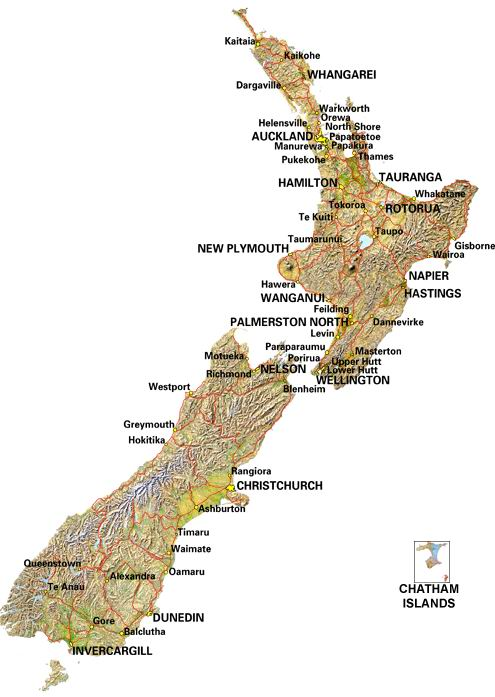 Kaitaia
Kaikohe
WHANGAREI
Dargaville
Warkworth
Orewa
Helensville
North Shore
AUCKLAND
Papatoetoe
Manurewa
Papakura
Pukekohe
Thames
TAURANGA
HAMILTON
Whakatane
Tokoroa
ROTORUA
Te Kuiti
Taupo
Taumarunui
Gisborne
NEW PLYMOUTH
Wairoa
NAPIER
Hawera
HASTINGS
WANGANUI
Feilding
PALMERSTON NORTH
Dannevirke
Levin
Paraparaumu
Masterton
Motueka
Porirua
Upper Hutt
Richmond
NELSON
Lower Hutt
WELLINGTON
Westport
Blenheim
Greymouth
Hokitika
Rangiora
CHRISTCHURCH
Ashburton
Timaru
Waimate
Queenstown
Oamaru
Alexandra
Te Anau
CHATHAM
ISLANDS
DUNEDIN
Gore
Balclutha
INVERCARGILL